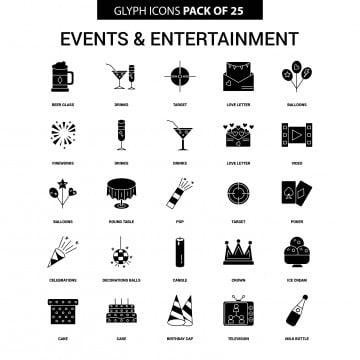 GLYPH ICONS PACK OF 25
EVENTS & ENTERTAINMENT
BEER GLASS DRINKS TARGET LOVE LETTER BALLOONS
FIREWORKS DRINKS DRINKS LOVE LETTER VIDEO
BALLOONS ROUND TABLE POP TARGET POKER
CELEBRATIONS DECORATIONS BALLS CANDLE CROWN ICE CREAM
CAKE CAKE BIRTHDAY CAP TELEVISION MILK BOTTLE